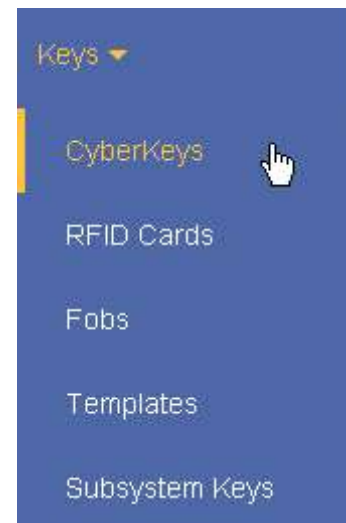 Keys
CyberKeys
RFID Cards
Fobs
Templates
Subsystem Keys